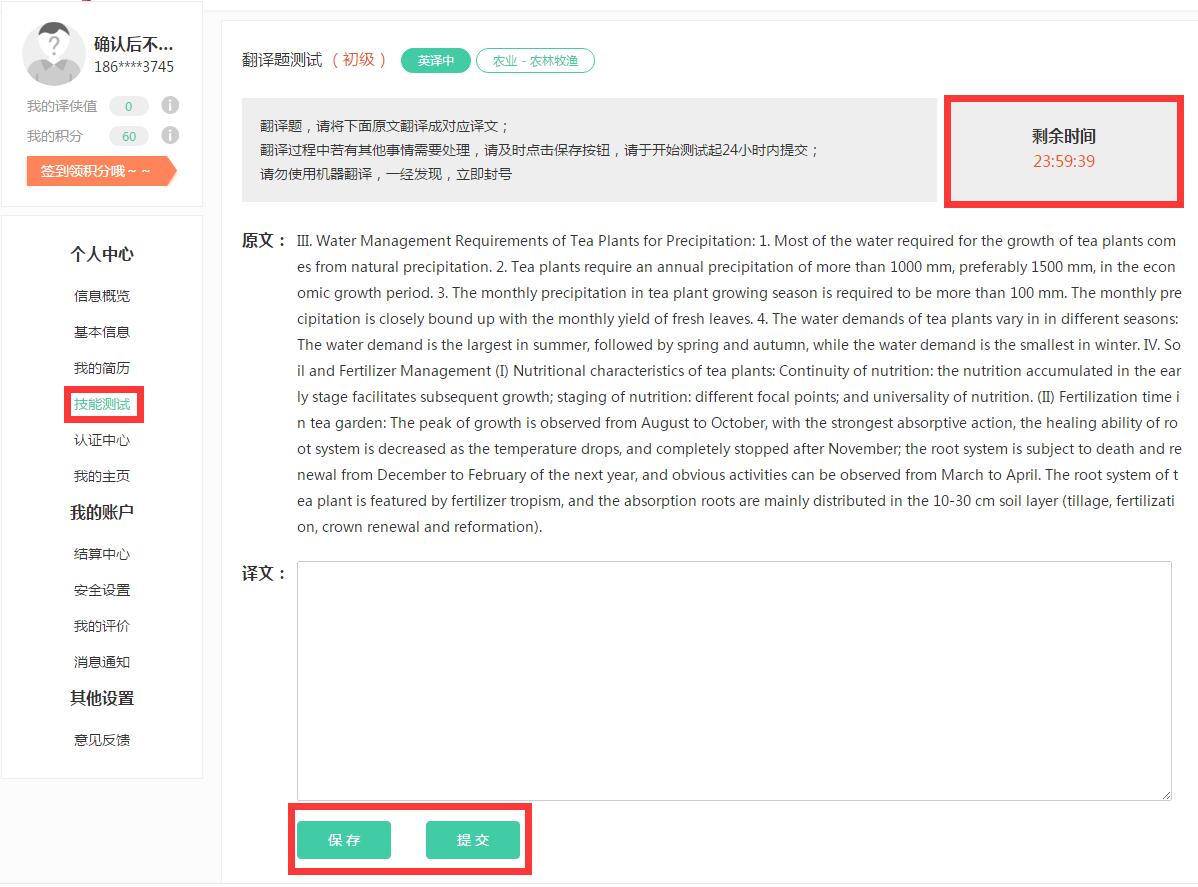 确认后不...
186****3745
我的译侠值 0
我的积分 60
签到领积分哦~ ~
个人中心
信息概览
基本信息
我的简历
技能测试
认证中心
我的主页
我的账户
结算中心
安全设置
我的评价
消息通知
其他设置
意见反馈
翻译题测试（初级） 英译中 农业 - 农林牧渔
翻译题，请将下面原文翻译成对应译文；
翻译过程中若有其他事情需要处理，请及时点击保存按钮，请于开始测试起24小时内提交；
请勿使用机器翻译，一经发现，立即封号
剩余时间
23:59:39
原文： III. Water Management Requirements of Tea Plants for Precipitation: 1. Most of the water required for the growth of tea plants com
es from natural precipitation. 2. Tea plants require an annual precipitation of more than 1000 mm, preferably 1500 mm, in the econ
omic growth period. 3. The monthly precipitation in tea plant growing season is required to be more than 100 mm. The monthly pre
cipitation is closely bound up with the monthly yield of fresh leaves. 4. The water demands of tea plants vary in in different seasons:
The water demand is the largest in summer, followed by spring and autumn, while the water demand is the smallest in winter. IV. So
il and Fertilizer Management (I) Nutritional characteristics of tea plants: Continuity of nutrition: the nutrition accumulated in the ear
ly stage facilitates subsequent growth; staging of nutrition: different focal points; and universality of nutrition. (II) Fertilization time i
n tea garden: The peak of growth is observed from August to October, with the strongest absorptive action, the healing ability of ro
ot system is decreased as the temperature drops, and completely stopped after November; the root system is subject to death and re
newal from December to February of the next year, and obvious activities can be observed from March to April. The root system of t
ea plant is featured by fertilizer tropism, and the absorption roots are mainly distributed in the 10-30 cm soil layer (tillage, fertilizati
on, crown renewal and reformation).
译文：
保 存
提 交